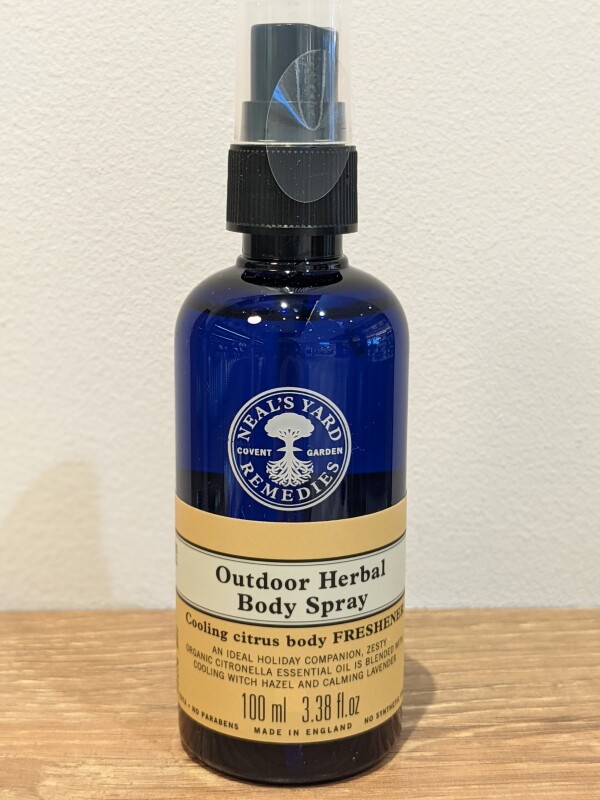 NEAL'S YARD
COVENT GARDEN
REMEDIES
Outdoor Herbal
Body Spray
Cooling citrus body FRESHENER
AN IDEAL HOLIDAY COMPANION, ZESTY
ORGANIC CITRONELLA ESSENTIAL OIL IS BLENDED WITH
COOLING WITCH HAZEL AND CALMING LAVENDER
100 ml 3.38 fl.oz
• NO PARABENS MADE IN ENGLAND NO SYNTHETIC